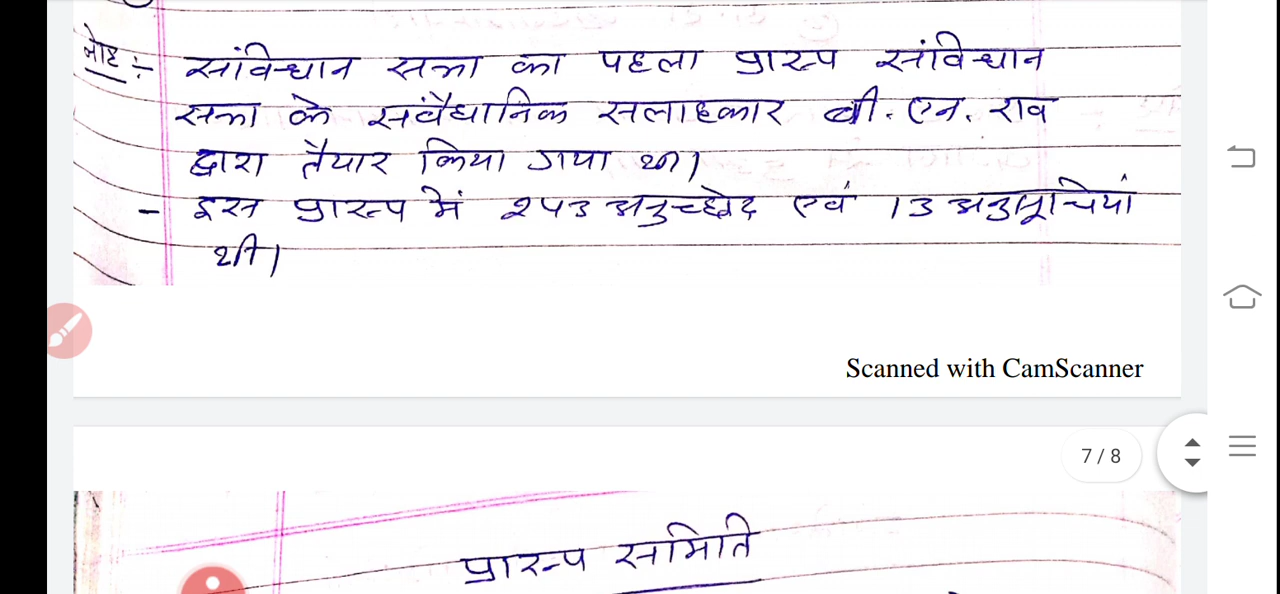 नोट :- संविधान सभा का पहला प्रारूप संविधान
सभा के संवैधानिक सलाहकार बी. एन. राव
द्वारा तैयार किया गया था।
- इस प्रारूप में 243 अनुच्छेद एवं 13 अनुसूचियां
थी।
Scanned with CamScanner
7 / 8
प्रारूप समिति